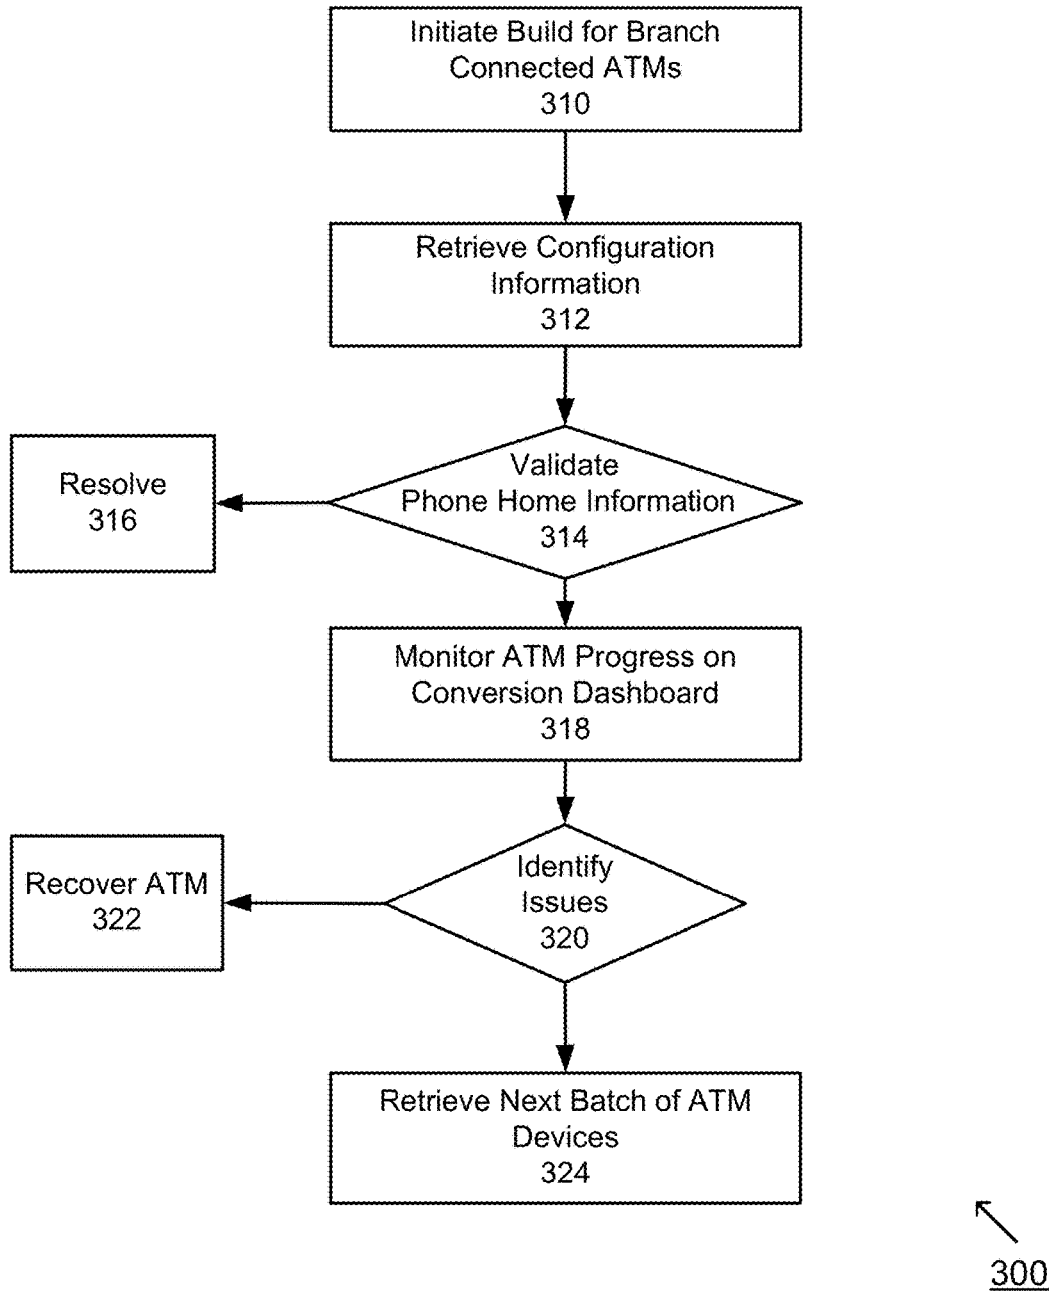 Initiate Build for Branch
Connected ATMs
310
Retrieve Configuration
Information
312
Validate
Phone Home Information
314
Resolve
316
Monitor ATM Progress on
Conversion Dashboard
318
Identify
Issues
320
Recover ATM
322
Retrieve Next Batch of ATM
Devices
324
300